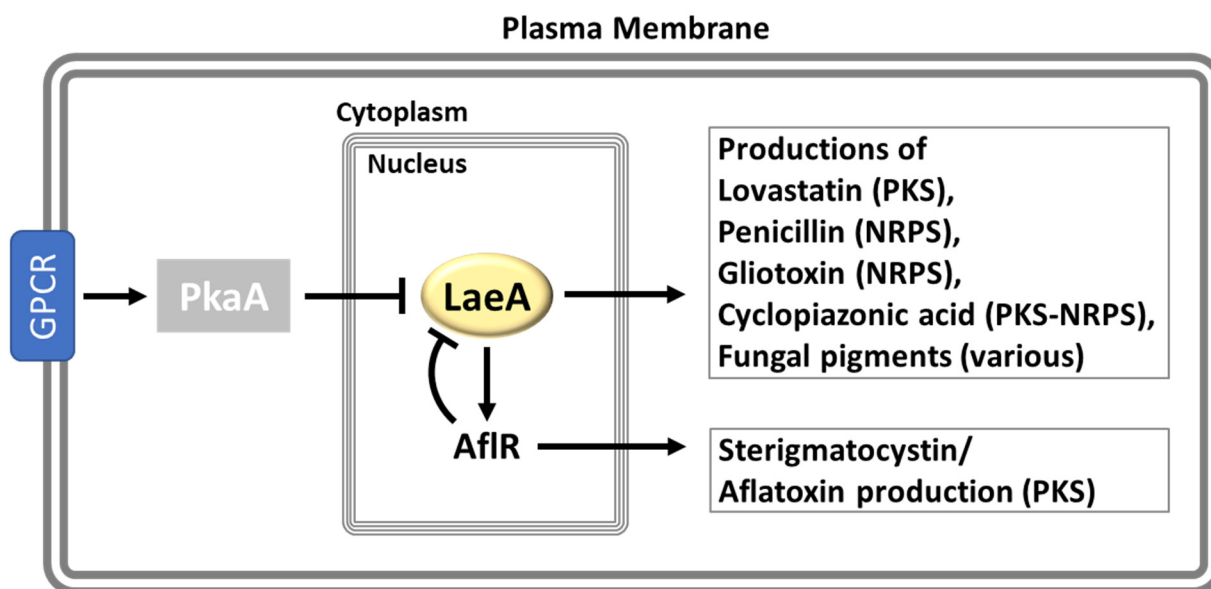 Plasma Membrane
Cytoplasm
Nucleus
GPCR
PkaA
LaeA
AflR
Productions of
Lovastatin (PKS),
Penicillin (NRPS),
Gliotoxin (NRPS),
Cyclopiazonic acid (PKS-NRPS),
Fungal pigments (various)
Sterigmatocystin/
Aflatoxin production (PKS)